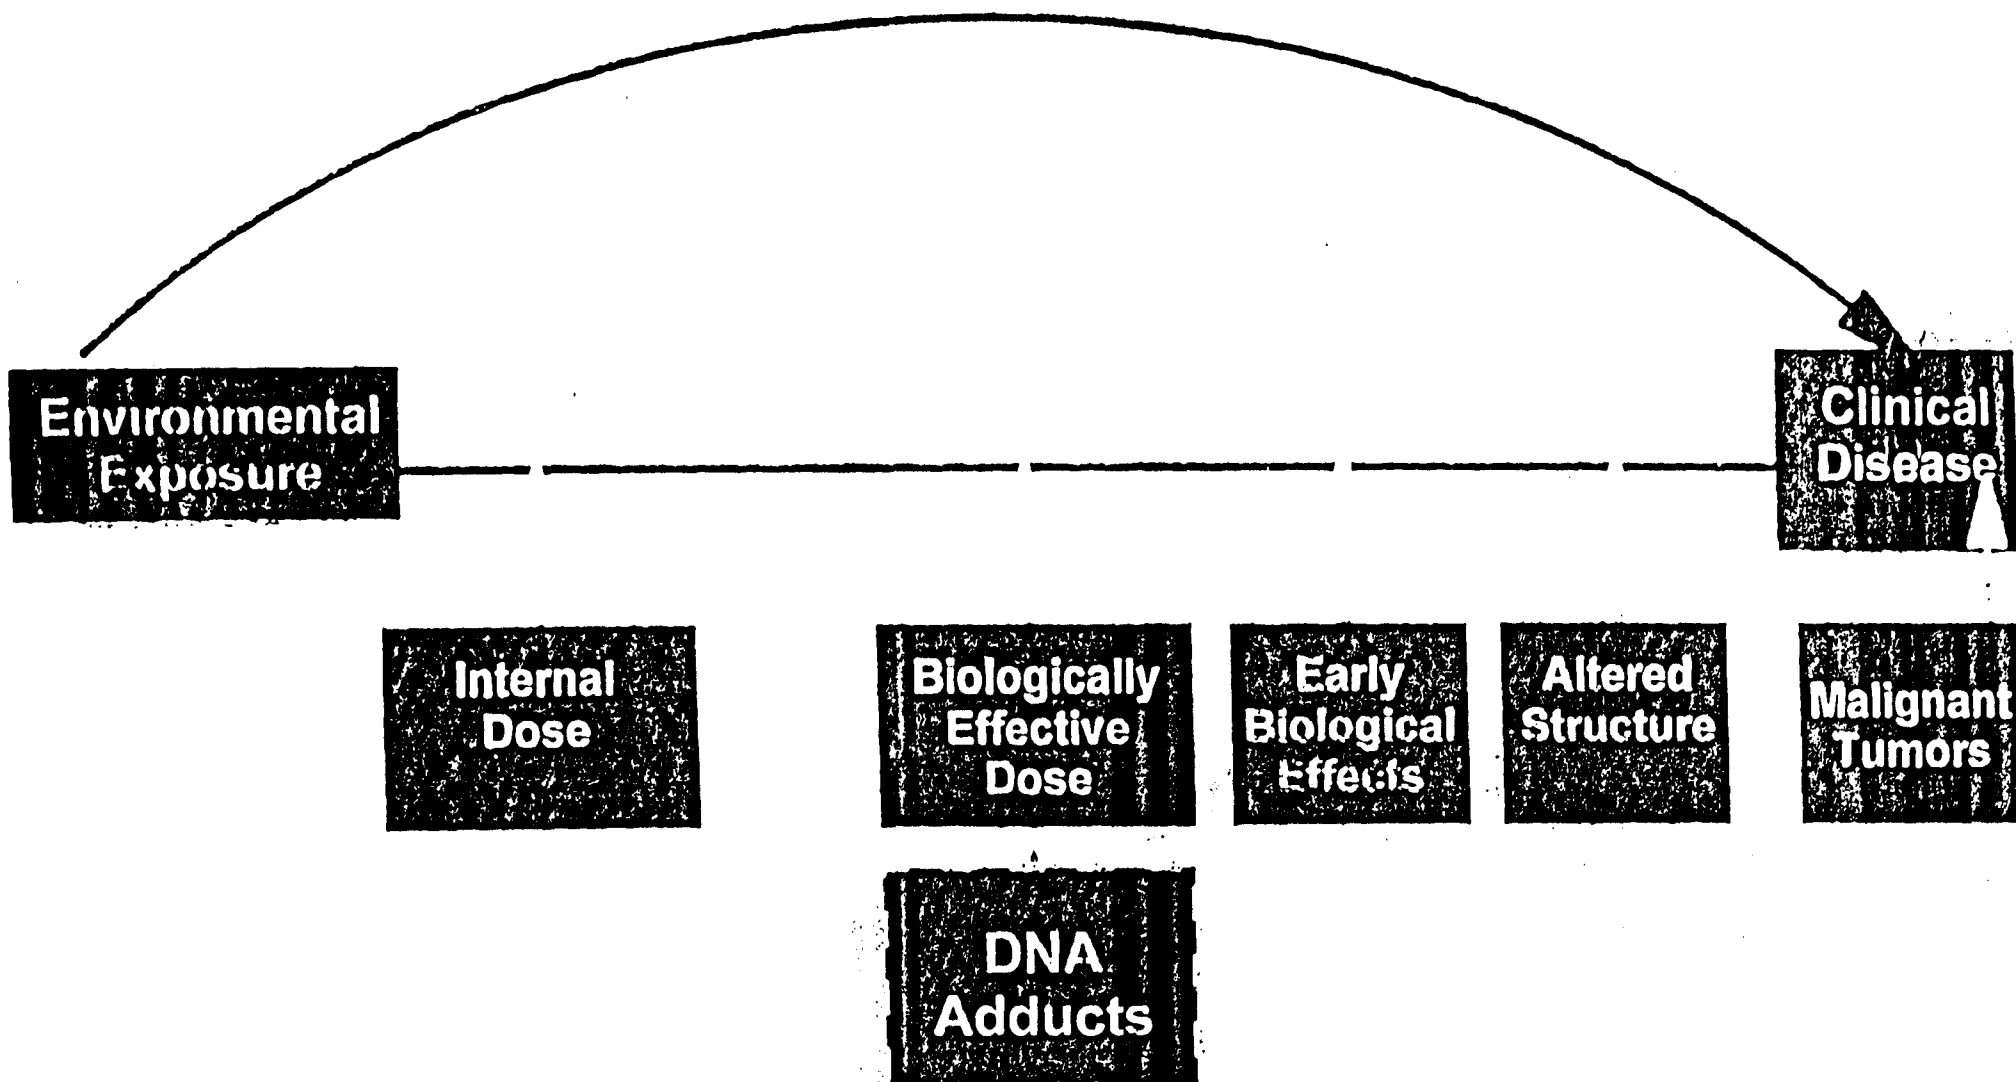 Environmental
Exposure
Clinical
Disease
Internal
Dose
Biologically
Effective
Dose
Early
Biological
Effects
Altered
Structure
Malignant
Tumors
DNA
Adducts